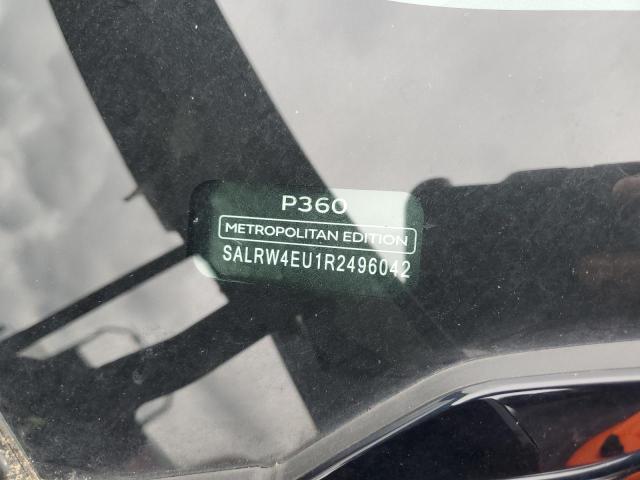 P360
METROPOLITAN EDITION
SALRW4EU1R2496042